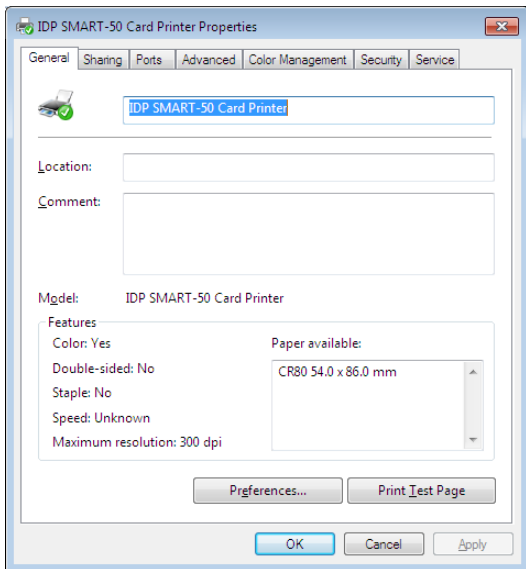 IDP SMART-50 Card Printer Properties
General Sharing Ports Advanced Color Management Security Service
IDP SMART-50 Card Printer
Location:
Comment:
Model: IDP SMART-50 Card Printer
Features
Color: Yes Paper available:
Double-sided: No CR80 54.0 x 86.0 mm
Staple: No
Speed: Unknown
Maximum resolution: 300 dpi
Preferences... Print Test Page
OK Cancel Apply